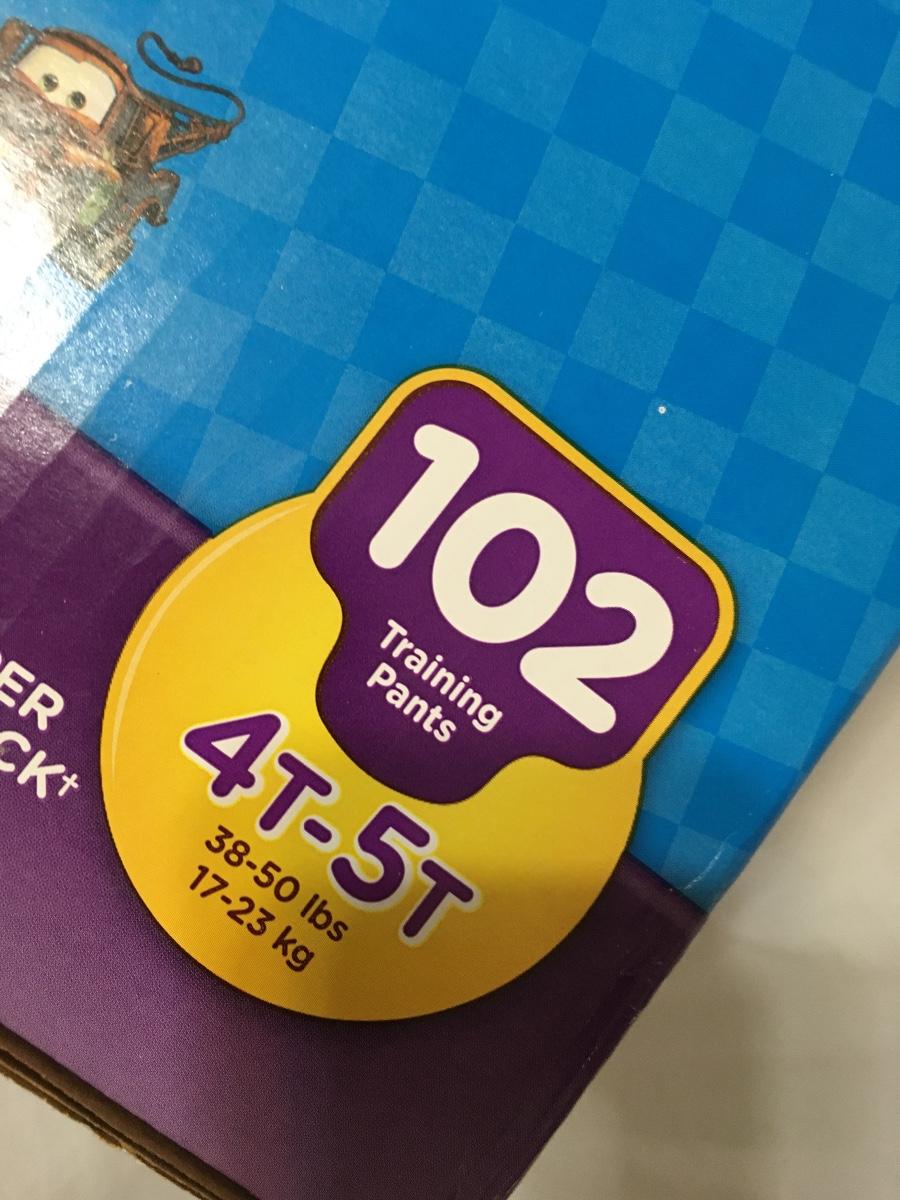 102
Training
Pants
4T-5T
38-50 lbs
17-23 kg